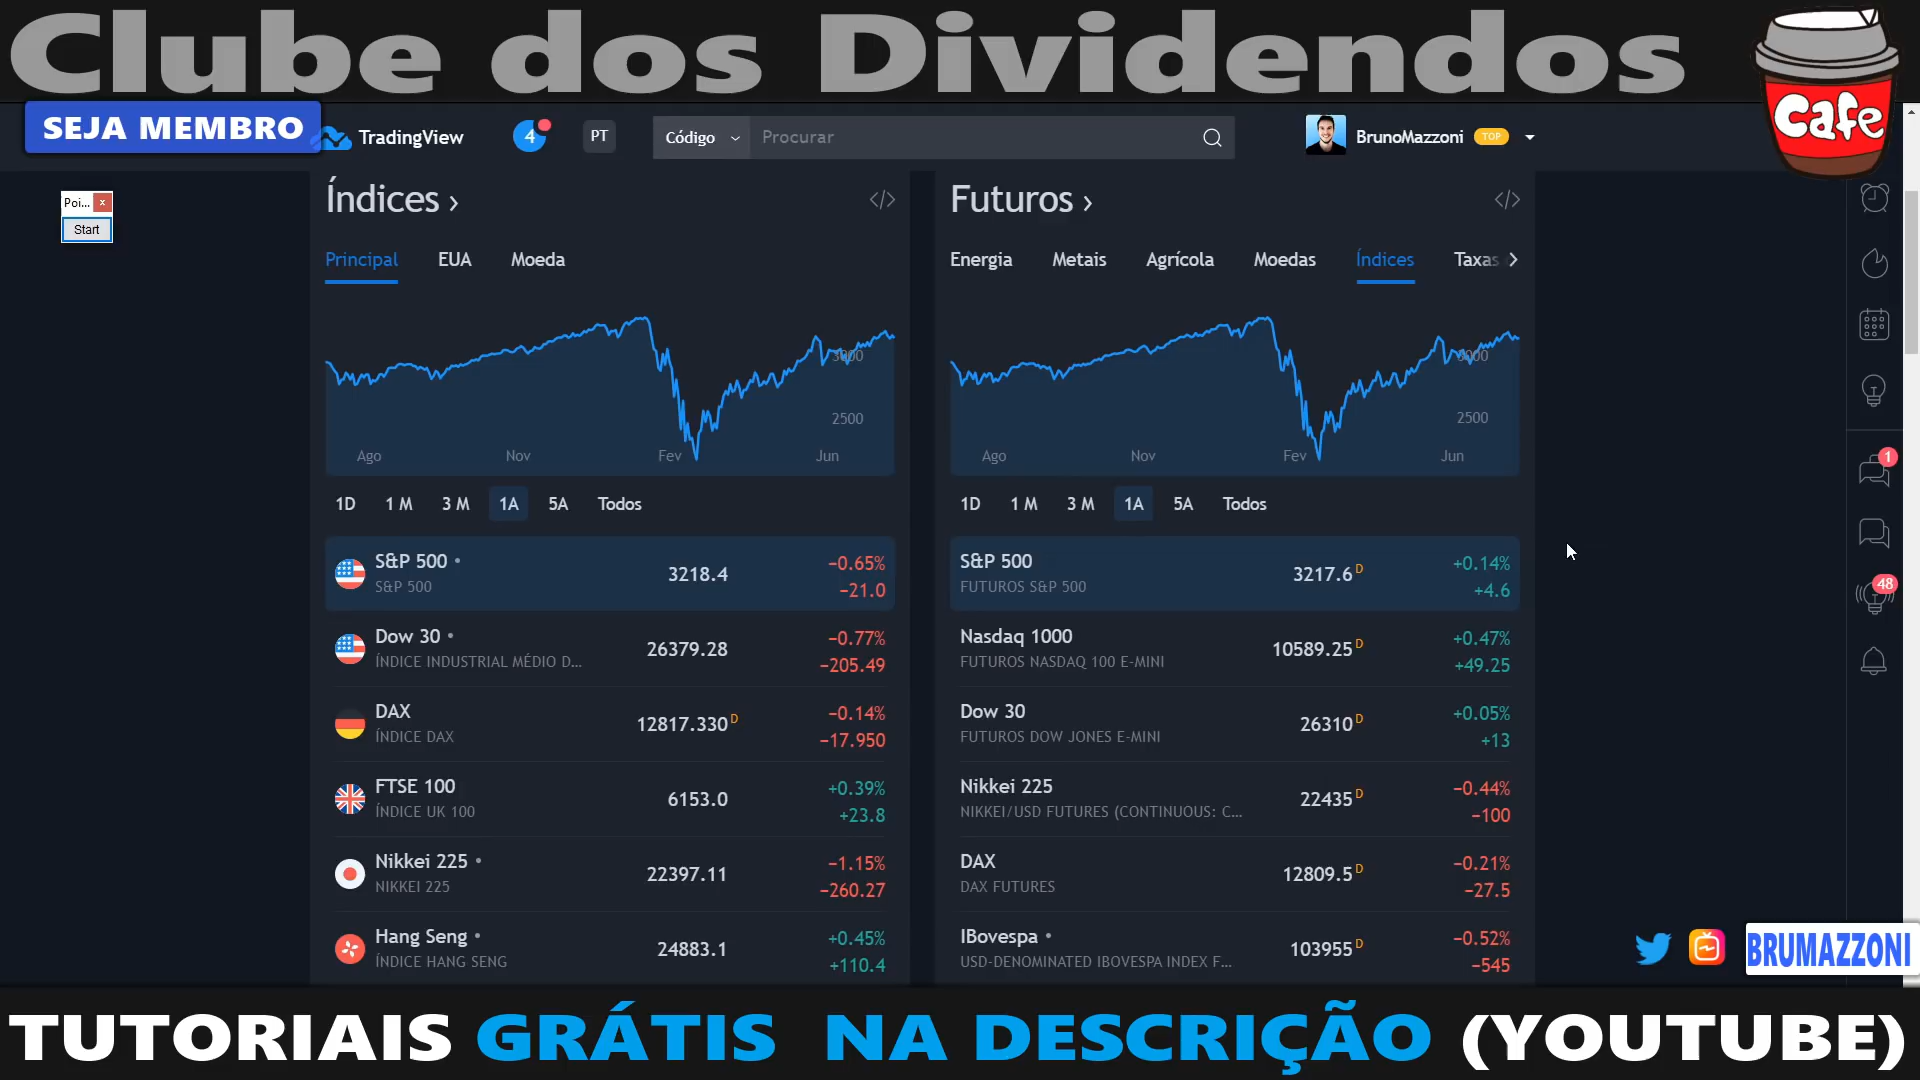 Clube dos Dividendos
Cafe
SEJA MEMBRO
TradingView
4
PT
Código
Procurar
BrunoMazzoni TOP
Poi... x
Start
Índices ›
Principal EUA Moeda
3000
2500
Ago Nov Fev Jun
1D 1 M 3 M 1A 5A Todos
S&P 500 • 3218.4 −0.65%
S&P 500 −21.0
Dow 30 • 26379.28 −0.77%
ÍNDICE INDUSTRIAL MÉDIO D... −205.49
DAX 12817.330 D −0.14%
ÍNDICE DAX −17.950
FTSE 100 6153.0 +0.39%
ÍNDICE UK 100 +23.8
Nikkei 225 • 22397.11 −1.15%
NIKKEI 225 −260.27
Hang Seng • 24883.1 +0.45%
ÍNDICE HANG SENG +110.4
Futuros ›
Energia Metais Agrícola Moedas Índices Taxas
3000
2500
Ago Nov Fev Jun
1D 1 M 3 M 1A 5A Todos
S&P 500 3217.6 D +0.14%
FUTUROS S&P 500 +4.6
Nasdaq 1000 10589.25 D +0.47%
FUTUROS NASDAQ 100 E-MINI +49.25
Dow 30 26310 D +0.05%
FUTUROS DOW JONES E-MINI +13
Nikkei 225 22435 D −0.44%
NIKKEI/USD FUTURES (CONTINUOUS: C... −100
DAX 12809.5 D −0.21%
DAX FUTURES −27.5
IBovespa • 103955 D −0.52%
USD-DENOMINATED IBOVESPA INDEX F... −545
1
48
BRUMAZZONI
TUTORIAIS GRÁTIS NA DESCRIÇÃO (YOUTUBE)